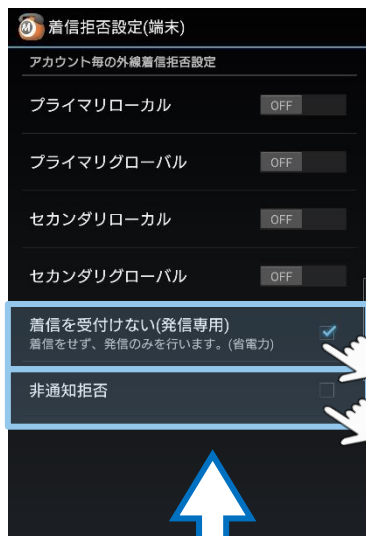 着信拒否設定(端末)
アカウント毎の外線着信拒否設定
プライマリローカル OFF
プライマリグローバル OFF
セカンダリローカル OFF
セカンダリグローバル OFF
着信を受付けない(発信専用)
着信をせず、発信のみを行います。(省電力)
非通知拒否